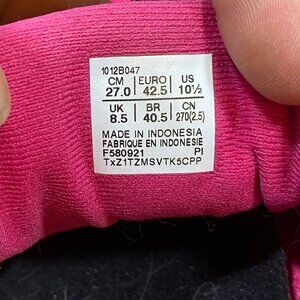 1012B047
CM EURO US
27.0 42.5 10½
UK BR CN
8.5 40.5 270(2.5)
MADE IN INDONESIA
FABRIQUE EN INDONESIE
F580921 PI
TxZ1TZMSVTK5CPP